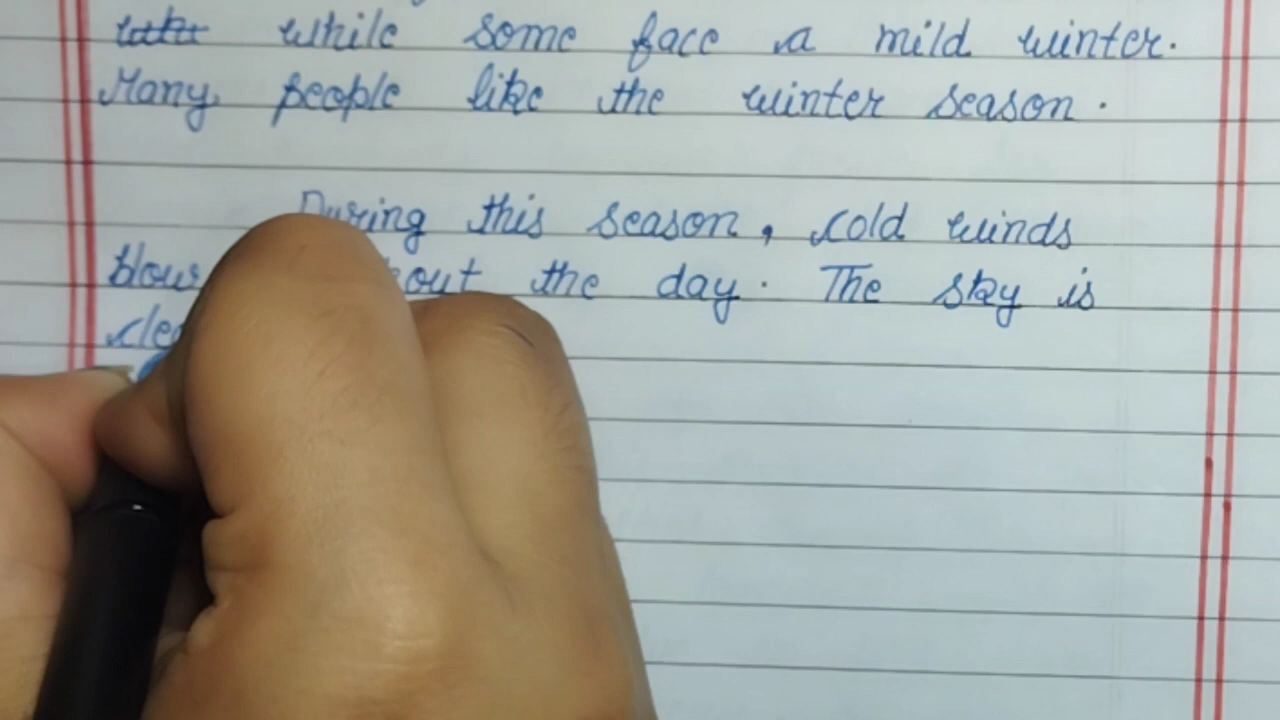 while some face a mild winter.
Many people like the winter season.
During this season, cold winds
blow the day. The sky is